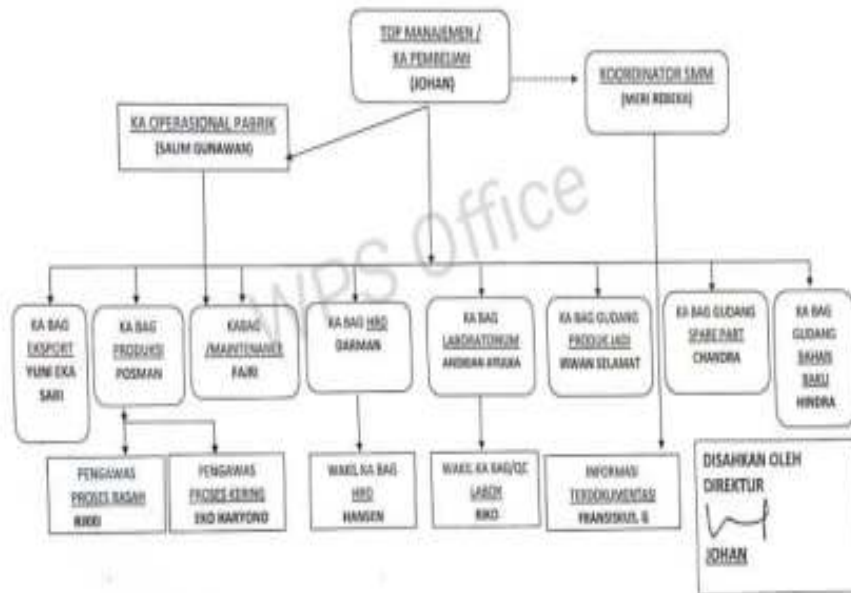 TOP MANAJEMEN /
KA PEMBELIAN
(JOHAN)
KOORDINATOR SMM
(MERI REBEKA)
KA OPERASIONAL PABRIK
(SALIM GUNAWAN)
WPS Office
KA BAG
EKSPORT
YUNI EKA
SARI
KA BAG
PRODUKSI
POSMAN
KABAG
/MAINTENANCE
FAJRI
KA BAG HRD
DARMAN
KA BAG
LABORATORIUM
KA BAG GUDANG
PRODUK JADI
IRWAN SELAMAT
KA BAG GUDANG
SPARE PART
CHANDRA
KA BAG
GUDANG
BAHAN
BAKU
HINDRA
PENGAWAS
PROSES BASAH
RIKKI
PENGAWAS
PROSES KERING
EKO HARYONO
WAKIL KA BAG
HRD
HANSEN
WAKIL KA BAG/QC
LABOR
RIKO
INFORMASI
TERDOKUMENTASI
DISAHKAN OLEH
DIREKTUR
JOHAN